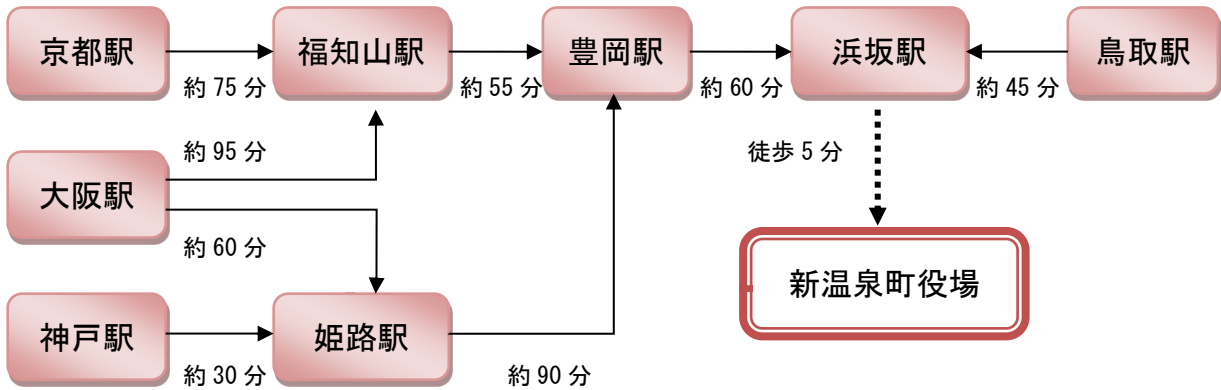 京都駅
福知山駅
豊岡駅
浜坂駅
鳥取駅
約 75 分
約 55 分
約 60 分
約 45 分
約 95 分
徒歩 5 分
大阪駅
約 60 分
新温泉町役場
神戸駅
姫路駅
約 30 分
約 90 分